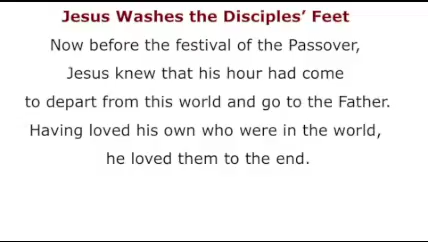 Jesus Washes the Disciples’ Feet
Now before the festival of the Passover,
Jesus knew that his hour had come
to depart from this world and go to the Father.
Having loved his own who were in the world,
he loved them to the end.